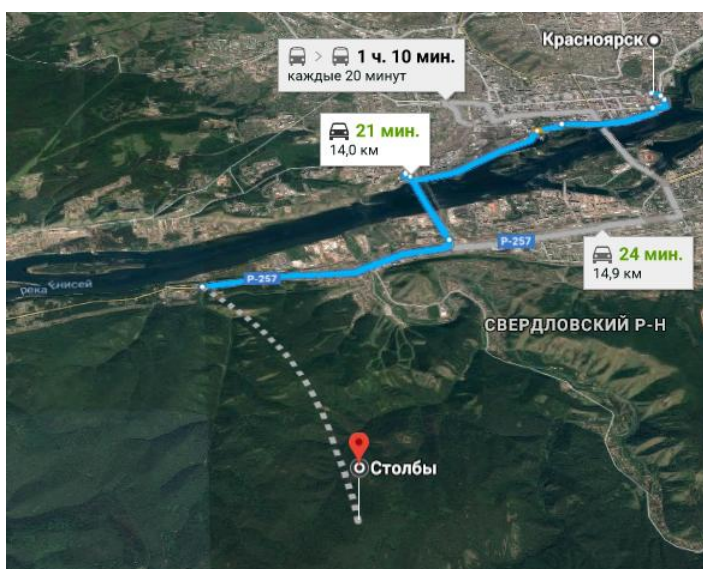 Красноярск
1 ч. 10 мин.
каждые 20 минут
21 мин.
14,0 км
Р-257
24 мин.
14,9 км
Р-257
река Енисей
СВЕРДЛОВСКИЙ Р-Н
Столбы